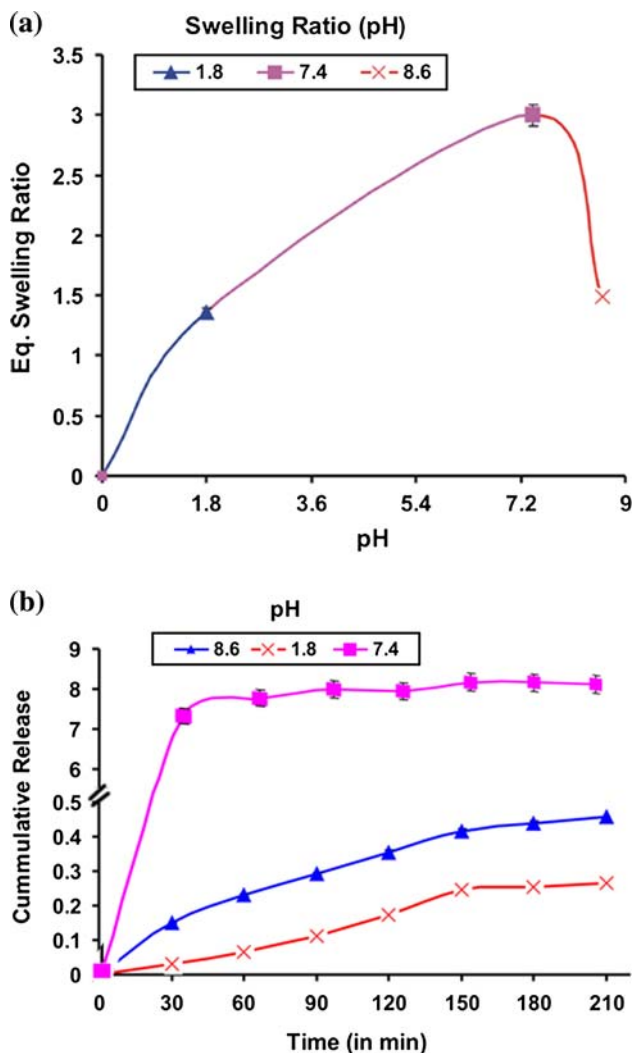 (a)
Swelling Ratio (pH)
1.8 7.4 8.6
3.5
3
2.5
2
1.5
1
0.5
0
Eq. Swelling Ratio
0 1.8 3.6 5.4 7.2 9
pH
(b)
pH
8.6 1.8 7.4
9
8
7
6
0.5
0.4
0.3
0.2
0.1
0
Cummulative Release
0 30 60 90 120 150 180 210
Time (in min)